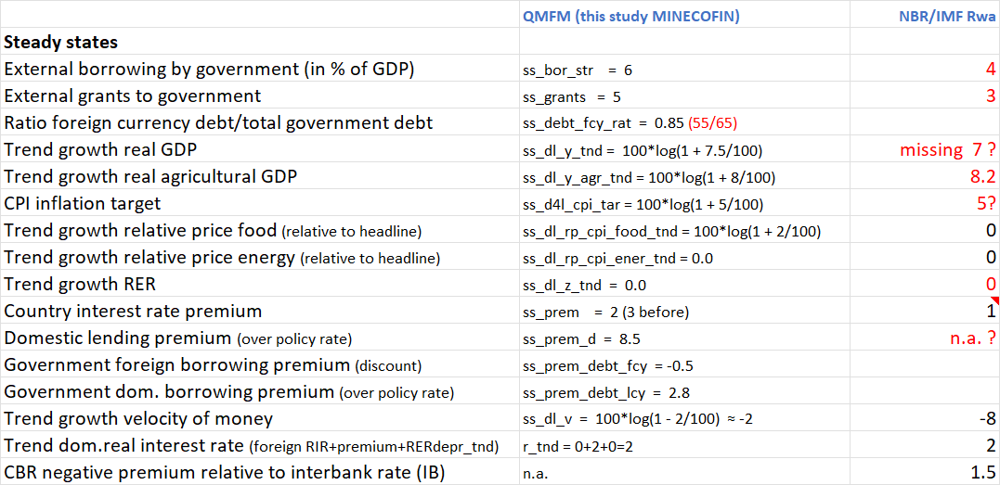 QMFM (this study MINECOFIN) NBR/IMF Rwa
Steady states
External borrowing by government (in % of GDP) ss_bor_str = 6 4
External grants to government ss_grants = 5 3
Ratio foreign currency debt/total government debt ss_debt_fcy_rat = 0.85 (55/65)
Trend growth real GDP ss_dl_y_tnd = 100*log(1 + 7.5/100) missing 7 ?
Trend growth real agricultural GDP ss_dl_y_agr_tnd = 100*log(1 + 8/100) 8.2
CPI inflation target ss_d4l_cpi_tar = 100*log(1 + 5/100) 5?
Trend growth relative price food (relative to headline) ss_dl_rp_cpi_food_tnd = 100*log(1 + 2/100) 0
Trend growth relative price energy (relative to headline) ss_dl_rp_cpi_ener_tnd = 0.0 0
Trend growth RER ss_dl_z_tnd = 0.0 0
Country interest rate premium ss_prem = 2 (3 before) 1
Domestic lending premium (over policy rate) ss_prem_d = 8.5 n.a. ?
Government foreign borrowing premium (discount) ss_prem_debt_fcy = -0.5
Government dom. borrowing premium (over policy rate) ss_prem_debt_lcy = 2.8
Trend growth velocity of money ss_dl_v = 100*log(1 - 2/100) ≈ -2 -8
Trend dom.real interest rate (foreign RIR+premium+RERdepr_tnd) r_tnd = 0+2+0=2 2
CBR negative premium relative to interbank rate (IB) n.a. 1.5